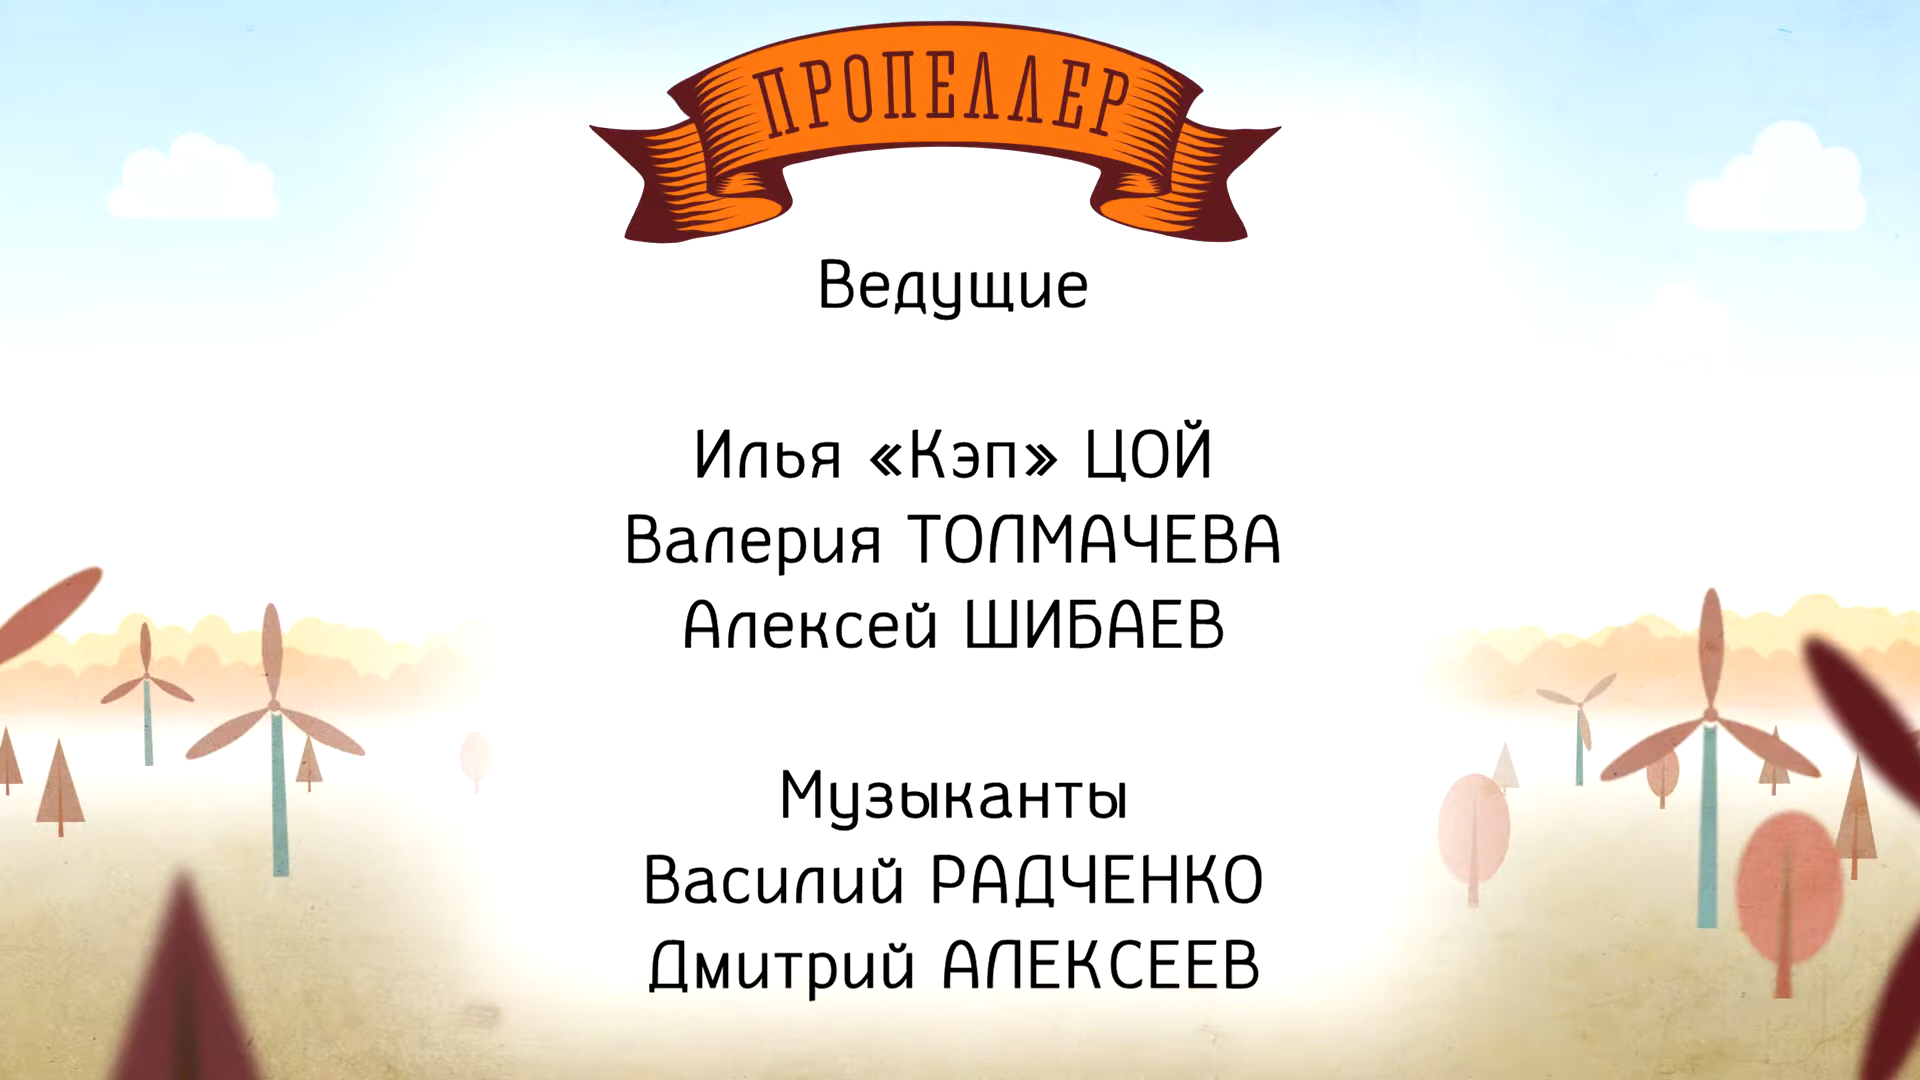 ПРОПЕЛЛЕР
Ведущие
Илья «Кэп» ЦОЙ
Валерия ТОЛМАЧЕВА
Алексей ШИБАЕВ
Музыканты
Василий РАДЧЕНКО
Дмитрий АЛЕКСЕЕВ